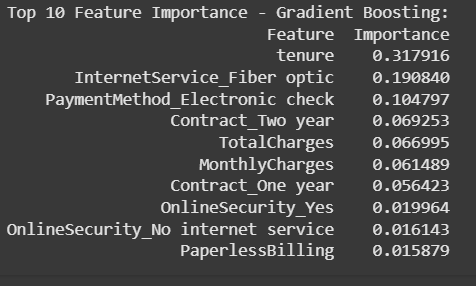 Top 10 Feature Importance - Gradient Boosting:
Feature Importance
tenure 0.317916
InternetService_Fiber optic 0.190840
PaymentMethod_Electronic check 0.104797
Contract_Two year 0.069253
TotalCharges 0.066995
MonthlyCharges 0.061489
Contract_One year 0.056423
OnlineSecurity_Yes 0.019964
OnlineSecurity_No internet service 0.016143
PaperlessBilling 0.015879